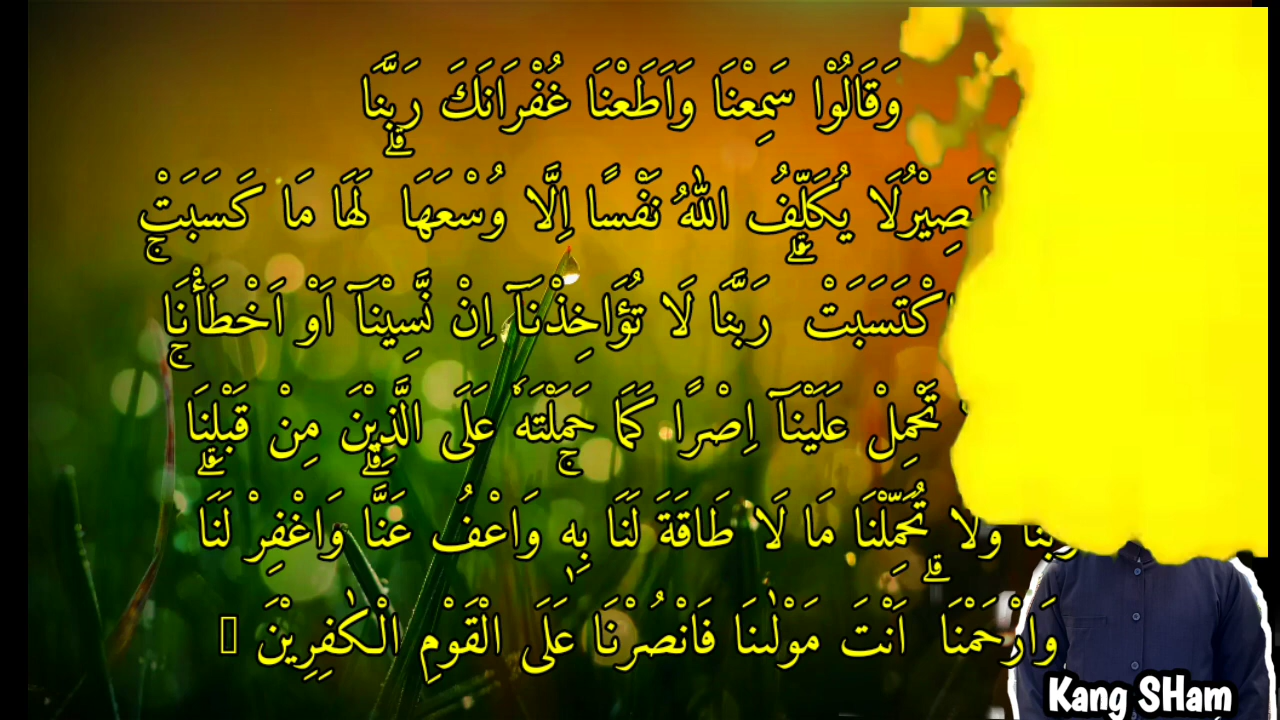 وَقَالُوْا سَمِعْنَا وَاَطَعْنَا غُفْرَانَكَ رَبَّنَا
يُكَلِّفُ اللّٰهُ نَفْسًا اِلَّا وُسْعَهَا ۗ لَهَا مَا كَسَبَتْ
رَبَّنَا لَا تُؤَاخِذْنَآ اِنْ نَّسِيْنَآ اَوْ اَخْطَأْنَا ۚ
تَحْمِلْ عَلَيْنَآ اِصْرًا كَمَا حَمَلْتَهٗ عَلَى الَّذِيْنَ مِنْ قَبْلِنَا ۚ
وَلَا تُحَمِّلْنَا مَا لَا طَاقَةَ لَنَا بِهٖ ۚ وَاعْفُ عَنَّا ۗ وَاغْفِرْ لَنَا ۗ
وَارْحَمْنَا ۗ اَنْتَ مَوْلٰىنَا فَانْصُرْنَا عَلَى الْقَوْمِ الْكٰفِرِيْنَ
Kang SHam